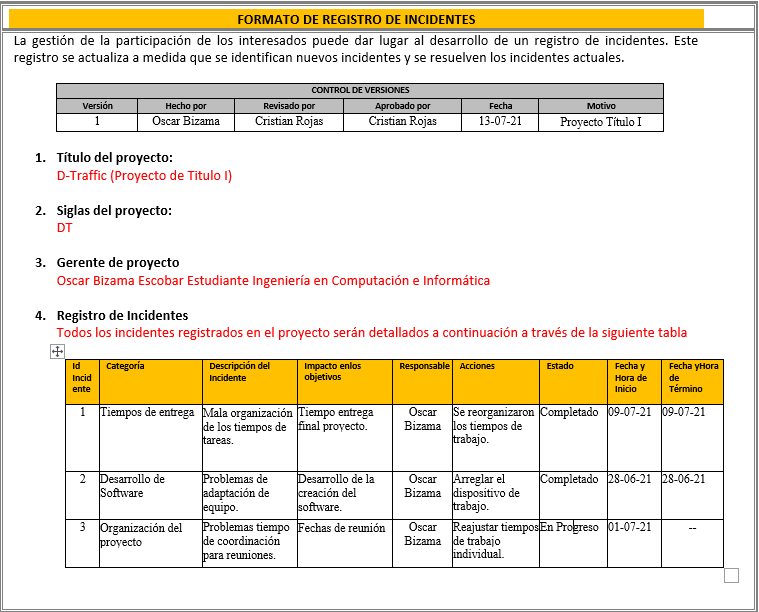 FORMATO DE REGISTRO DE INCIDENTES
La gestión de la participación de los interesados puede dar lugar al desarrollo de un registro de incidentes. Este
registro se actualiza a medida que se identifican nuevos incidentes y se resuelven los incidentes actuales.
CONTROL DE VERSIONES
Versión Hecho por Revisado por Aprobado por Fecha Motivo
1 Oscar Bizama Cristian Rojas Cristian Rojas 13-07-21 Proyecto Título I
1. Título del proyecto:
D-Traffic (Proyecto de Titulo I)
2. Siglas del proyecto:
DT
3. Gerente de proyecto
Oscar Bizama Escobar Estudiante Ingeniería en Computación e Informática
4. Registro de Incidentes
Todos los incidentes registrados en el proyecto serán detallados a continuación a través de la siguiente tabla
Id Categoría Descripción del Impacto enlos Responsable Acciones Estado Fecha y Fecha yHora
Incid Incidente objetivos Hora de de
ente Inicio Término
1 Tiempos de entrega Mala organización Tiempo entrega Oscar Se reorganizaron Completado 09-07-21 09-07-21
de los tiempos de final proyecto. Bizama los tiempos de
tareas. trabajo.
2 Desarrollo de Problemas de Desarrollo de la Oscar Arreglar el Completado 28-06-21 28-06-21
Software adaptación de creación del Bizama dispositivo de
equipo. software. trabajo.
3 Organización del Problemas tiempo Fechas de reunión Oscar Reajustar tiempos En Progreso 01-07-21 --
proyecto de coordinación Bizama de trabajo
para reuniones. individual.